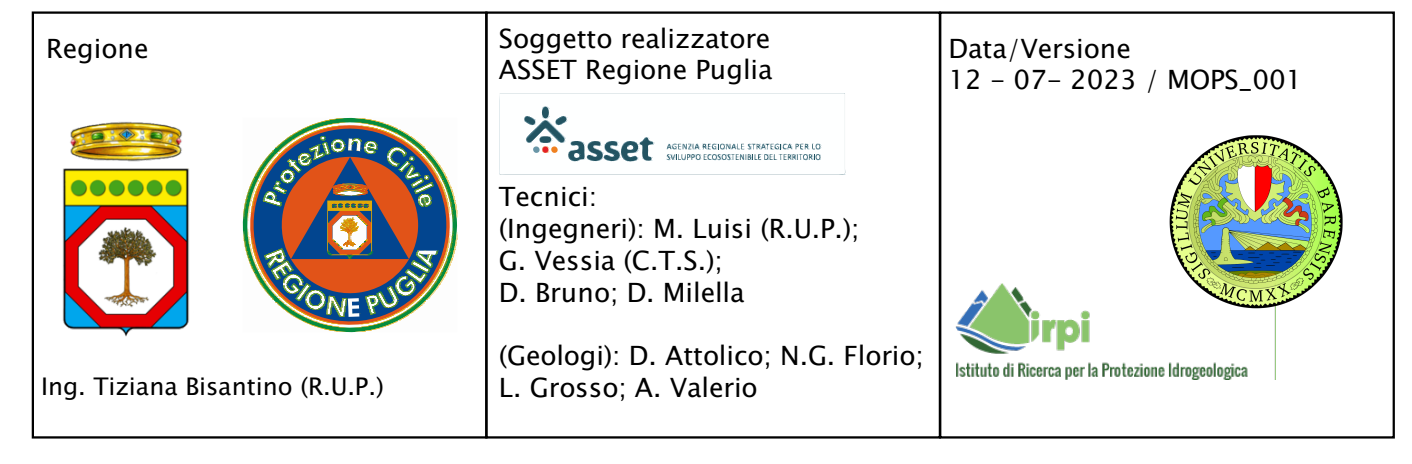 Regione
Protezione Civile
REGIONE PUGLIA
Ing. Tiziana Bisantino (R.U.P.)
Soggetto realizzatore
ASSET Regione Puglia
asset
AGENZIA REGIONALE STRATEGICA PER LO
SVILUPPO ECOSOSTENIBILE DEL TERRITORIO
Tecnici:
(Ingegneri): M. Luisi (R.U.P.);
G. Vessia (C.T.S.);
D. Bruno; D. Milella
(Geologi): D. Attolico; N.G. Florio;
L. Grosso; A. Valerio
Data/Versione
12 - 07- 2023 / MOPS_001
SIGILLUM UNIVERSITATIS BARENSIS
MCMXX
irpi
Istituto di Ricerca per la Protezione Idrogeologica